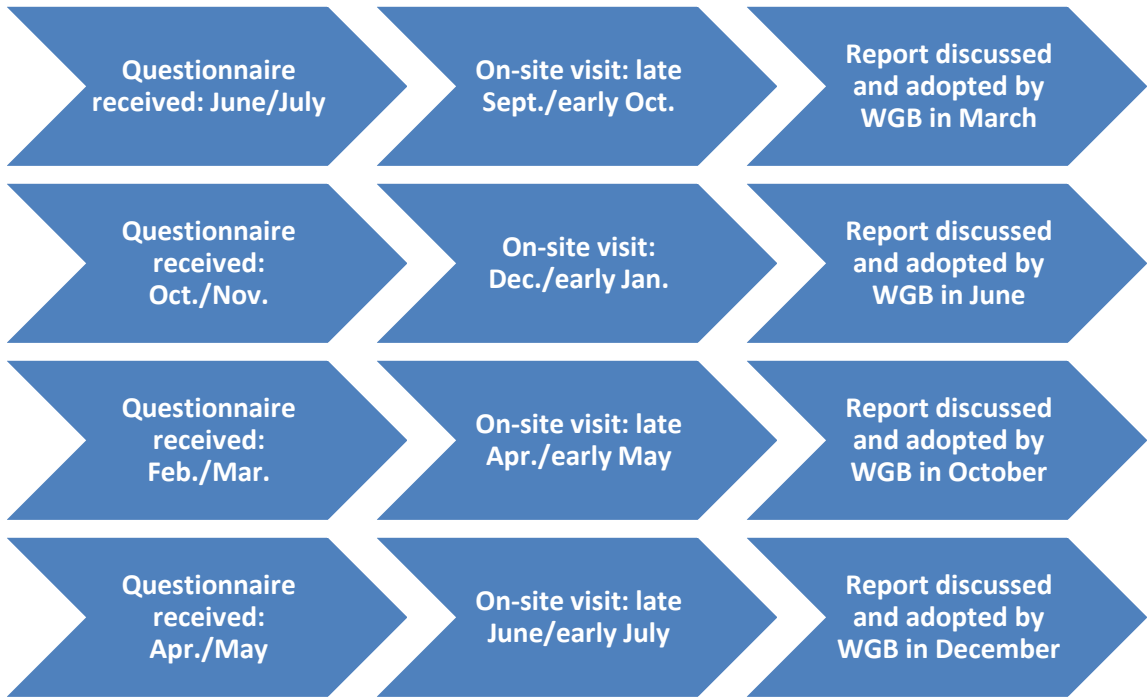 Questionnaire
received: June/July
On-site visit: late
Sept./early Oct.
Report discussed
and adopted by
WGB in March
Questionnaire
received:
Oct./Nov.
On-site visit:
Dec./early Jan.
Report discussed
and adopted by
WGB in June
Questionnaire
received:
Feb./Mar.
On-site visit: late
Apr./early May
Report discussed
and adopted by
WGB in October
Questionnaire
received:
Apr./May
On-site visit: late
June/early July
Report discussed
and adopted by
WGB in December